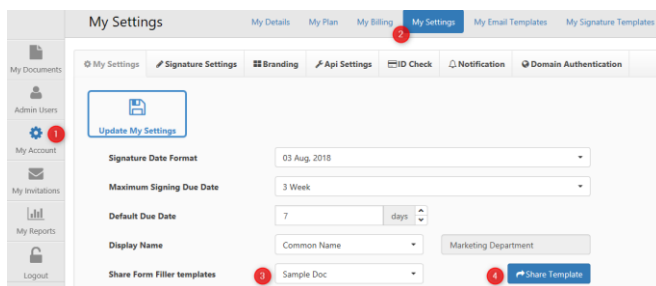 My Settings
My Details My Plan My Billing My Settings My Email Templates My Signature Templates
2
My Documents
Admin Users
1
My Account
My Invitations
My Reports
Logout
My Settings Signature Settings Branding Api Settings ID Check Notification Domain Authentication
Update My Settings
Signature Date Format 03 Aug, 2018
Maximum Signing Due Date 3 Week
Default Due Date 7 days
Display Name Common Name Marketing Department
Share Form Filler templates 3 Sample Doc 4 Share Template